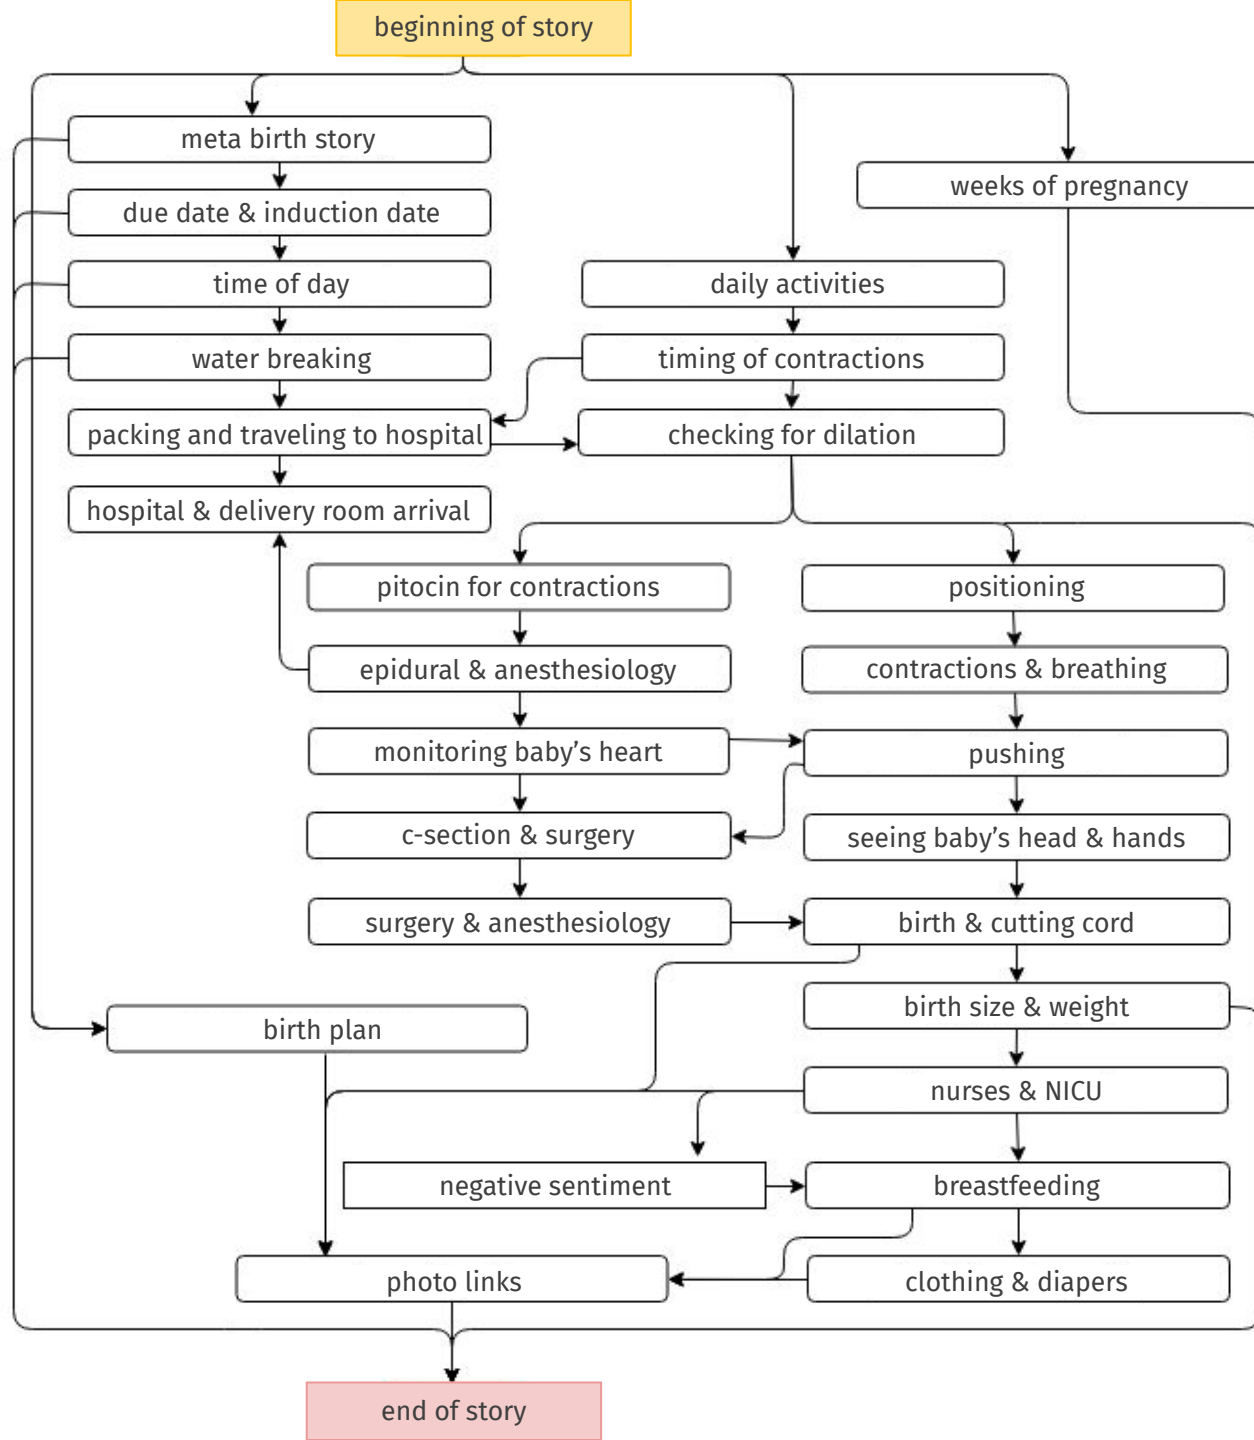 beginning of story
meta birth story
weeks of pregnancy
due date & induction date
time of day
daily activities
water breaking
timing of contractions
packing and traveling to hospital
checking for dilation
hospital & delivery room arrival
pitocin for contractions
positioning
epidural & anesthesiology
contractions & breathing
monitoring baby’s heart
pushing
c-section & surgery
seeing baby’s head & hands
surgery & anesthesiology
birth & cutting cord
birth size & weight
birth plan
nurses & NICU
negative sentiment
breastfeeding
photo links
clothing & diapers
end of story